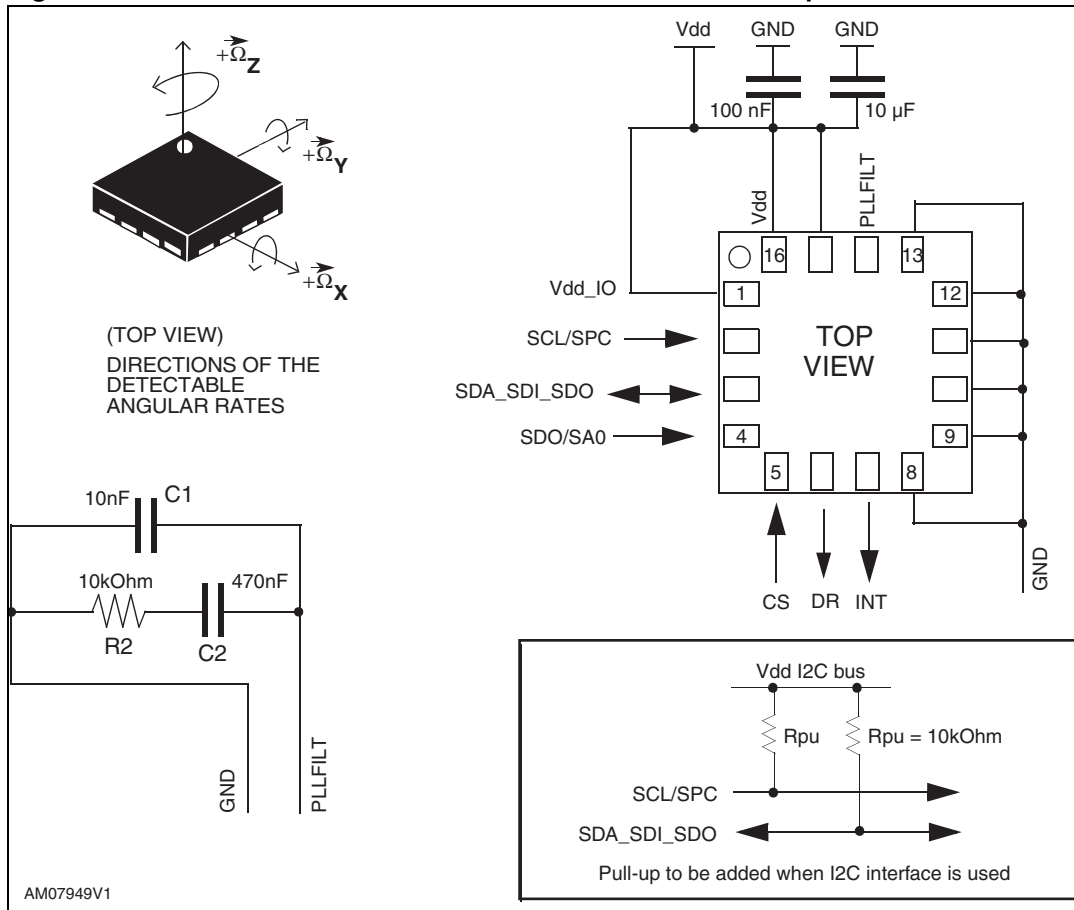 +Ω Z
+Ω Y
+Ω X
(TOP VIEW)
DIRECTIONS OF THE
DETECTABLE
ANGULAR RATES
Vdd GND GND
100 nF 10 µF
Vdd PLLFILT
16 13
Vdd_IO 1 12
SCL/SPC
TOP
VIEW
SDA_SDI_SDO
SDO/SA0 4 9
5 8
CS DR INT
GND
10nF C1
10kOhm 470nF
R2 C2
GND PLLFILT
Vdd I2C bus
Rpu Rpu = 10kOhm
SCL/SPC
SDA_SDI_SDO
Pull-up to be added when I2C interface is used
AM07949V1